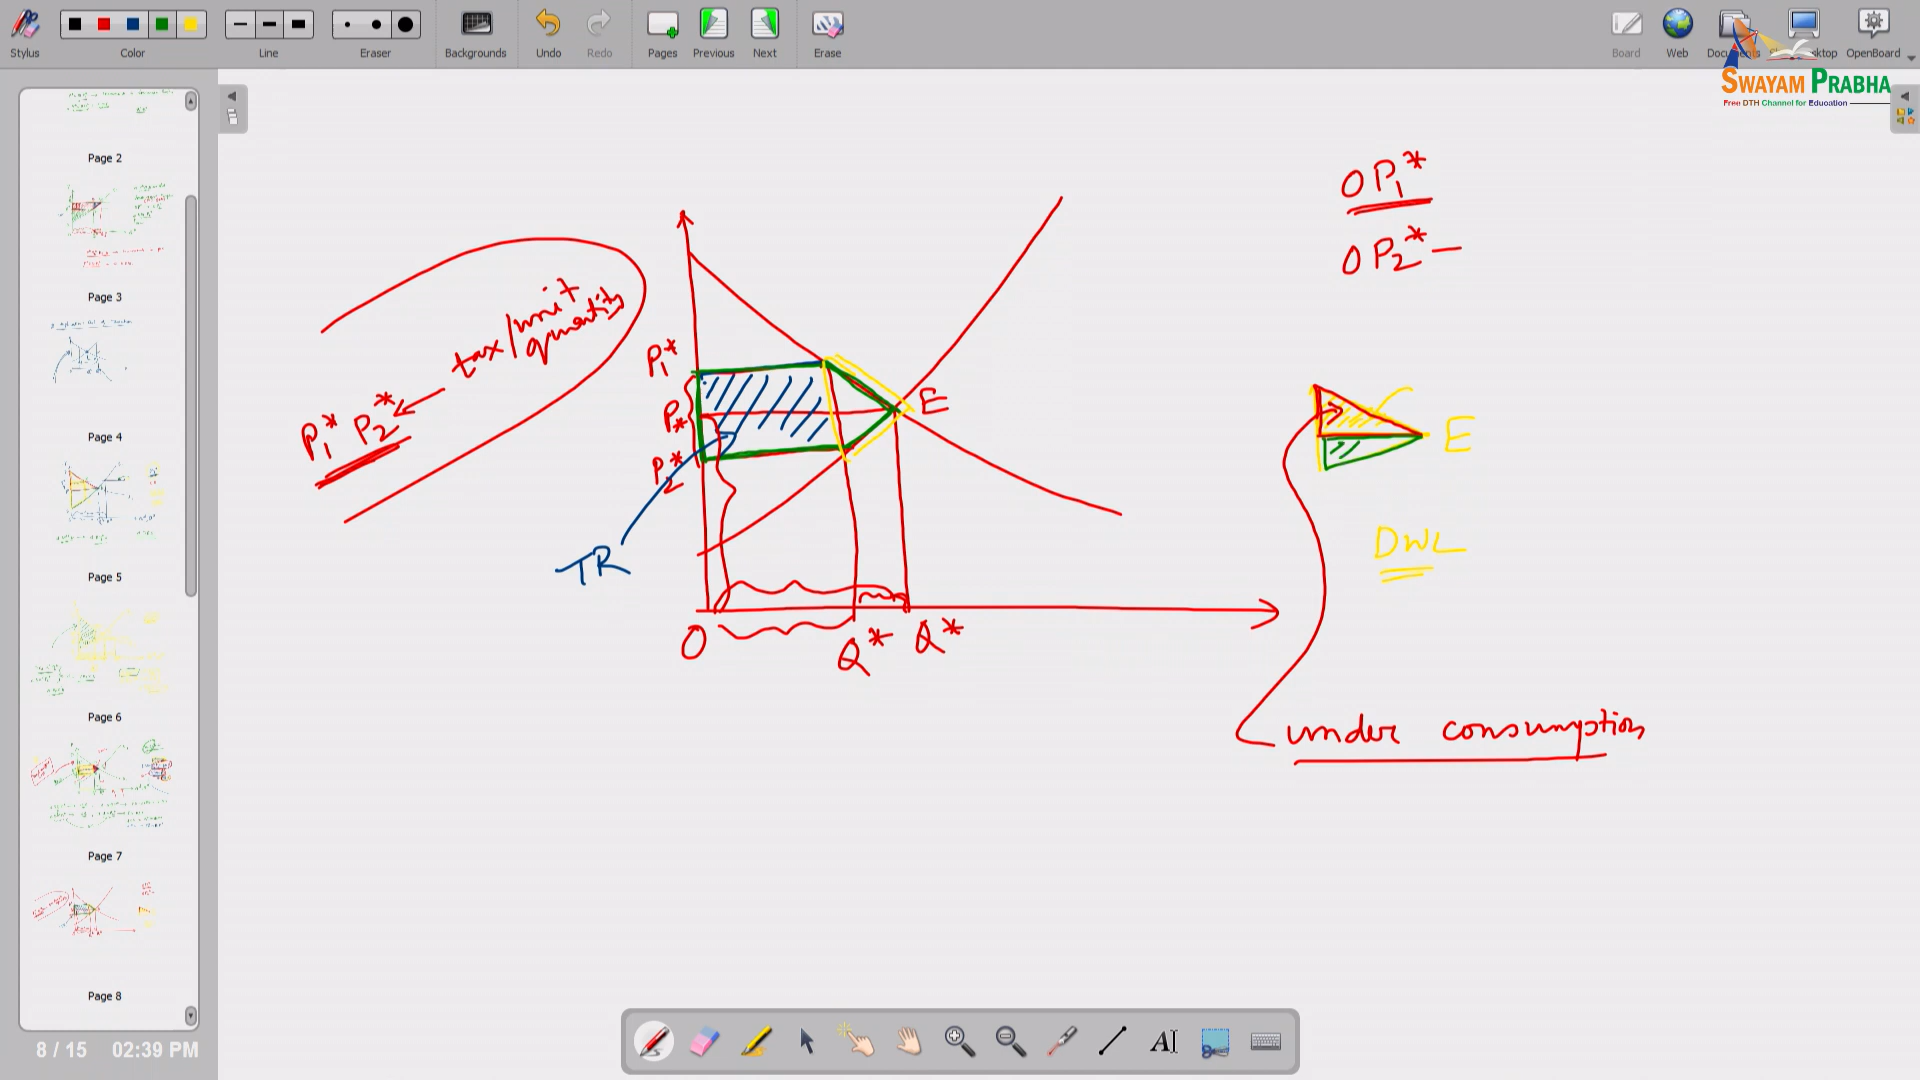 Stylus
Color
Line
Eraser
Backgrounds
Undo
Redo
Pages
Previous
Next
Erase
Board
Web
OpenBoard
SWAYAM PRABHA
Free DTH Channel for Education
Page 2
Page 3
Page 4
Page 5
Page 6
Page 7
Page 8
8 / 15 02:39 PM
OP₁*
OP₂* –
tax/unit
quantity
P₁* P₂*
P₁*
P*
P₂*
E
TR
O
Q* Q*
E
DWL
under consumption
AI